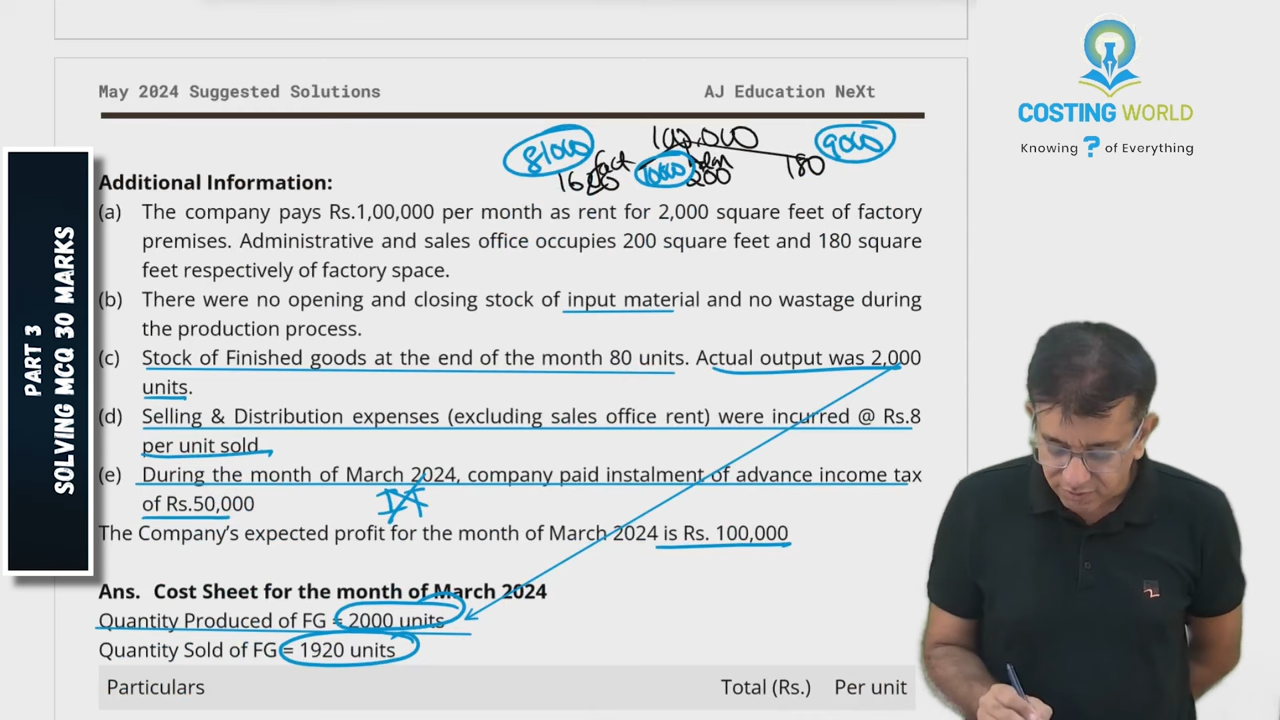 May 2024 Suggested Solutions AJ Education NeXt
COSTING WORLD
Knowing ? of Everything
PART 3
SOLVING MCQ 30 MARKS
100,000
81000 9000
fact 10000 Adm
1620 200 180
Additional Information:
(a) The company pays Rs.1,00,000 per month as rent for 2,000 square feet of factory
premises. Administrative and sales office occupies 200 square feet and 180 square
feet respectively of factory space.
(b) There were no opening and closing stock of input material and no wastage during
the production process.
(c) Stock of Finished goods at the end of the month 80 units. Actual output was 2,000
units.
(d) Selling & Distribution expenses (excluding sales office rent) were incurred @ Rs.8
per unit sold
(e) During the month of March 2024, company paid instalment of advance income tax
of Rs.50,000
The Company's expected profit for the month of March 2024 is Rs. 100,000
Ans. Cost Sheet for the month of March 2024
Quantity Produced of FG = 2000 units
Quantity Sold of FG = 1920 units
Particulars Total (Rs.) Per unit